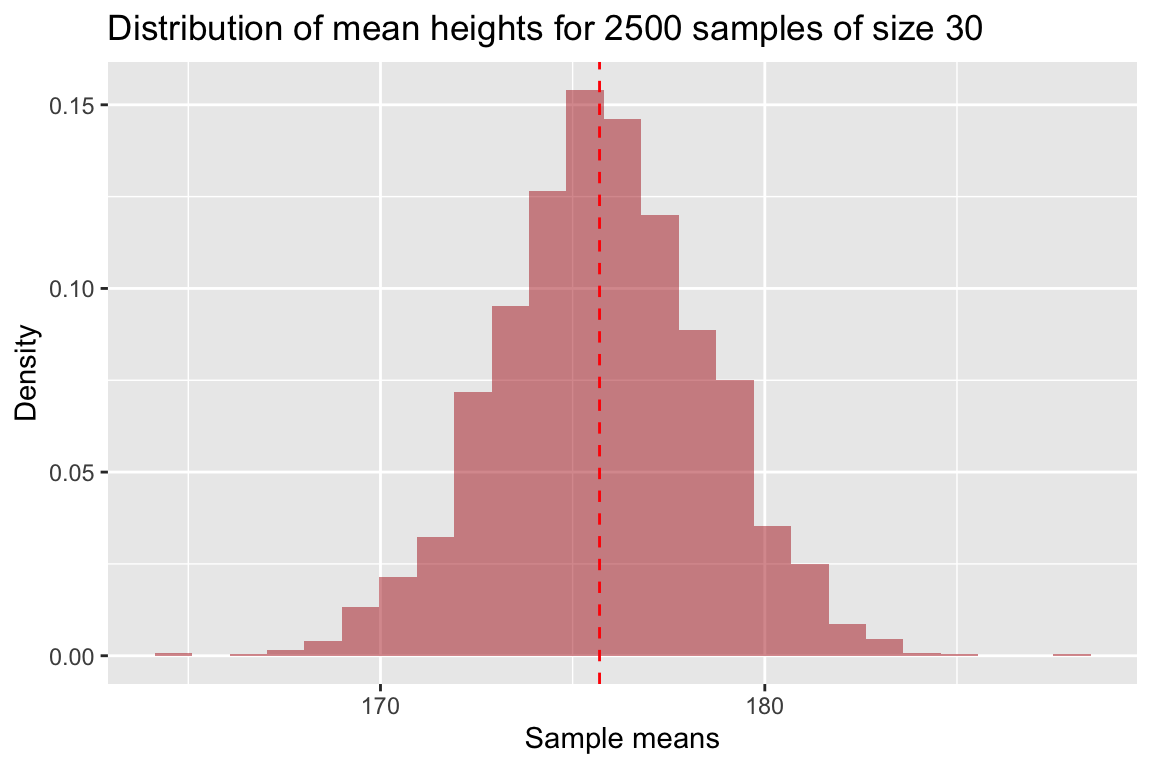 Distribution of mean heights for 2500 samples of size 30
Density
0.15
0.10
0.05
0.00
170 180
Sample means